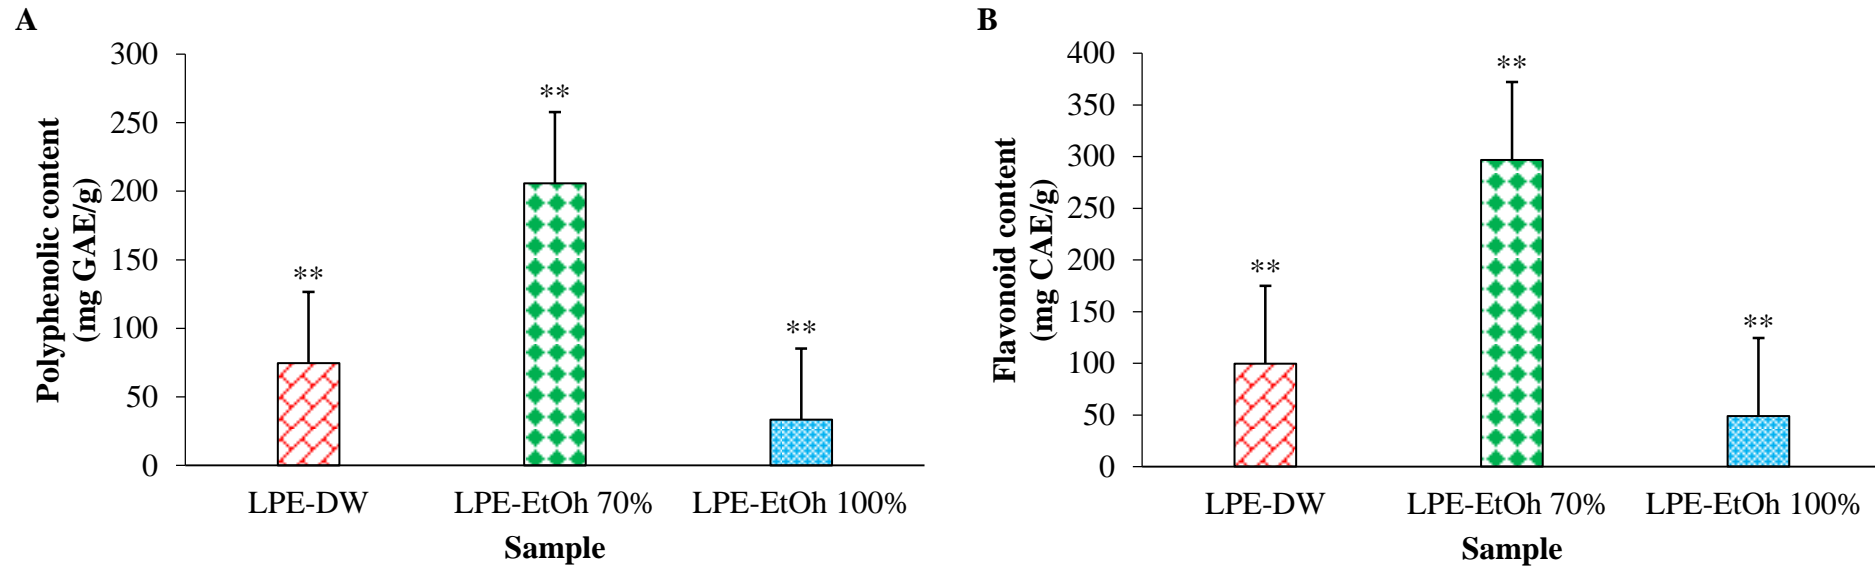 A
300
250
200
150
100
50
0
Polyphenolic content
(mg GAE/g)
**
**
**
LPE-DW
LPE-EtOh 70%
LPE-EtOh 100%
Sample
B
400
350
300
250
200
150
100
50
0
Flavonoid content
(mg CAE/g)
**
**
**
LPE-DW
LPE-EtOh 70%
LPE-EtOh 100%
Sample